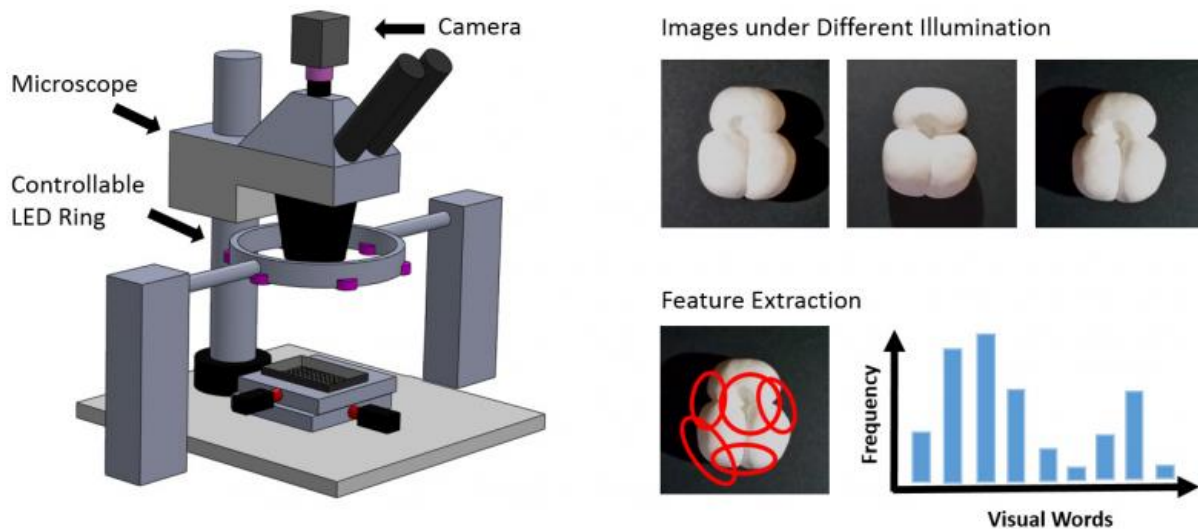 Camera
Microscope
Controllable
LED Ring
Images under Different Illumination
Feature Extraction
Frequency
Visual Words